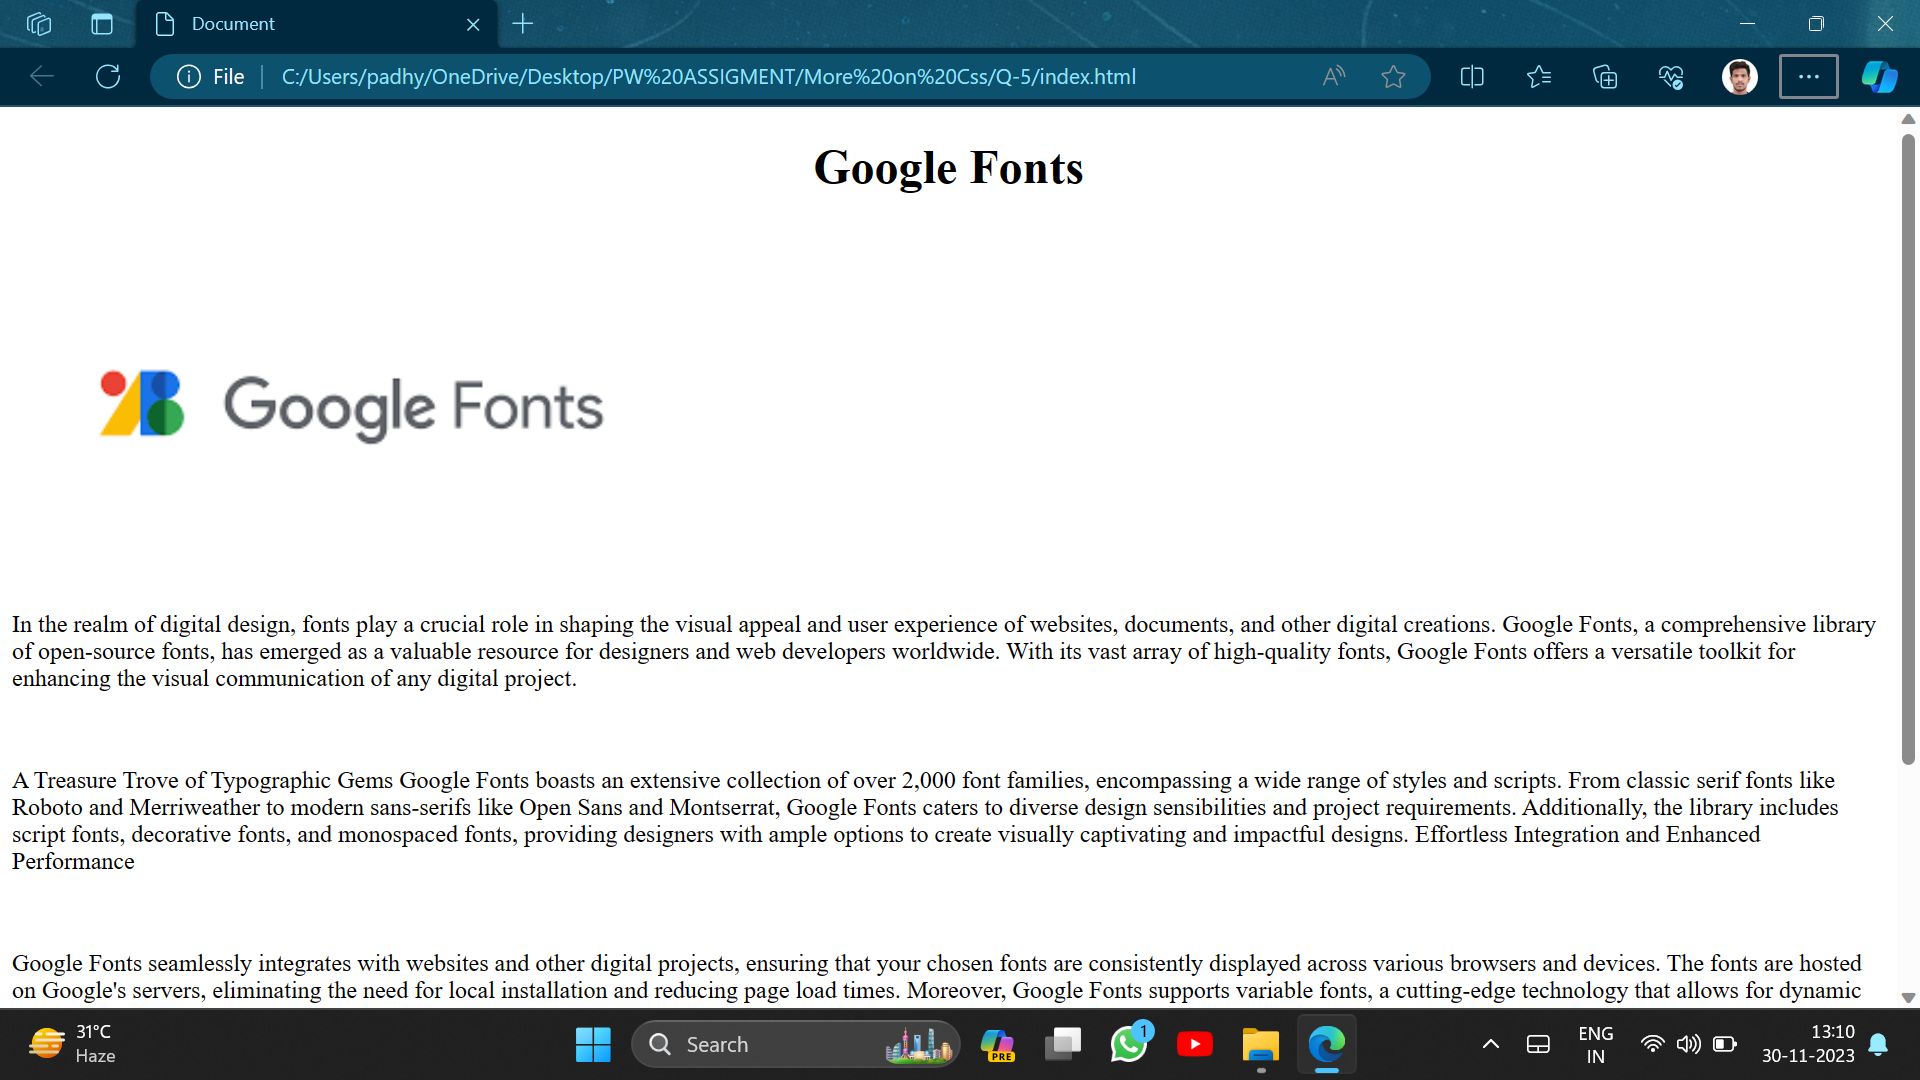 Document
File
C:/Users/padhy/OneDrive/Desktop/PW%20ASSIGMENT/More%20on%20Css/Q-5/index.html
Google Fonts
Google Fonts
In the realm of digital design, fonts play a crucial role in shaping the visual appeal and user experience of websites, documents, and other digital creations. Google Fonts, a comprehensive library
of open-source fonts, has emerged as a valuable resource for designers and web developers worldwide. With its vast array of high-quality fonts, Google Fonts offers a versatile toolkit for
enhancing the visual communication of any digital project.
A Treasure Trove of Typographic Gems Google Fonts boasts an extensive collection of over 2,000 font families, encompassing a wide range of styles and scripts. From classic serif fonts like
Roboto and Merriweather to modern sans-serifs like Open Sans and Montserrat, Google Fonts caters to diverse design sensibilities and project requirements. Additionally, the library includes
script fonts, decorative fonts, and monospaced fonts, providing designers with ample options to create visually captivating and impactful designs. Effortless Integration and Enhanced
Performance
Google Fonts seamlessly integrates with websites and other digital projects, ensuring that your chosen fonts are consistently displayed across various browsers and devices. The fonts are hosted
on Google's servers, eliminating the need for local installation and reducing page load times. Moreover, Google Fonts supports variable fonts, a cutting-edge technology that allows for dynamic
31°C
Haze
Search
PRE
1
ENG
IN
13:10
30-11-2023